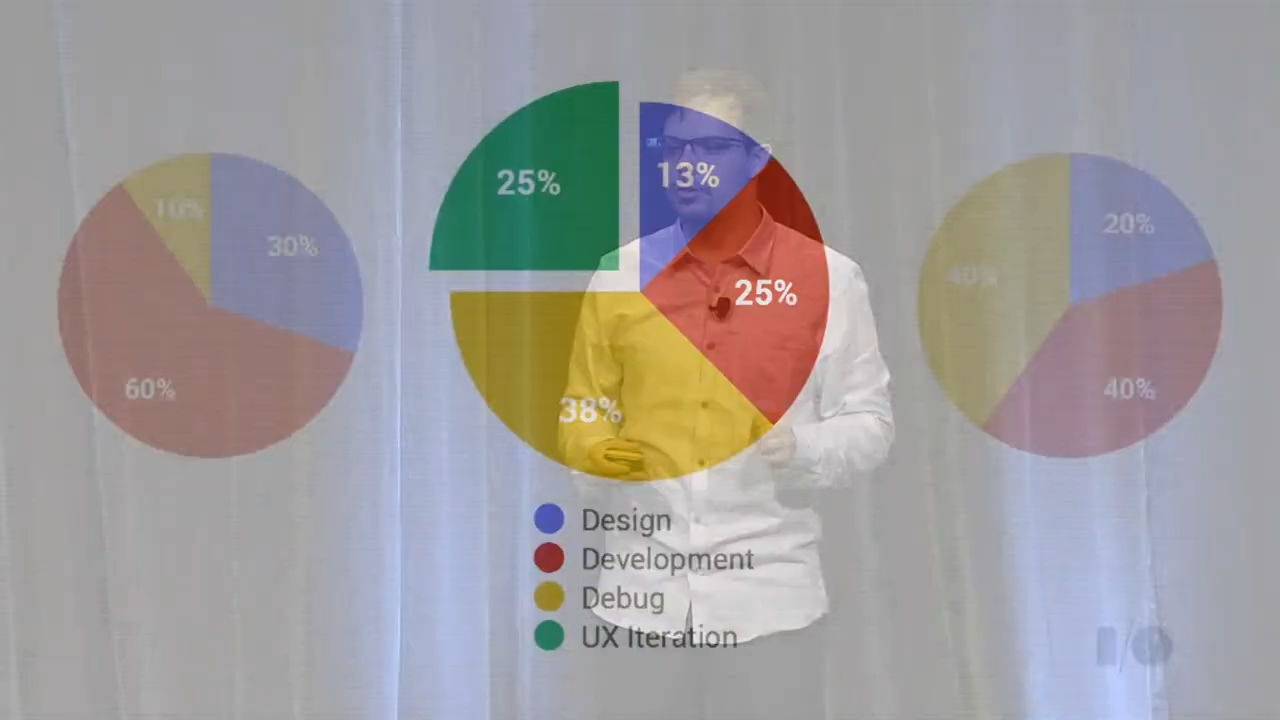 10%
30%
60%
25%
13%
25%
38%
20%
40%
40%
Design
Development
Debug
UX Iteration
I/O